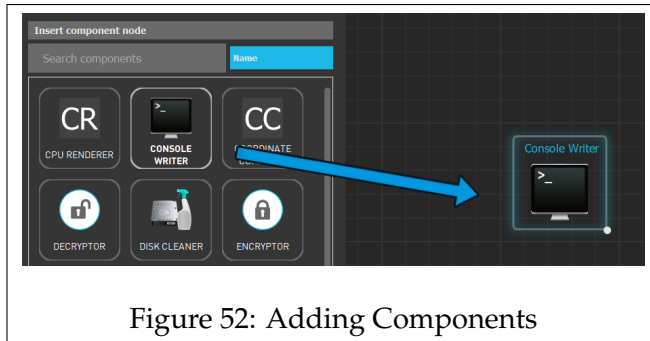 Insert component node
Search components
Name
CR
CPU RENDERER
>_
CONSOLE
WRITER
CC
COORDINATE
DECRYPTOR
DISK CLEANER
ENCRYPTOR
Console Writer
>_
Figure 52: Adding Components